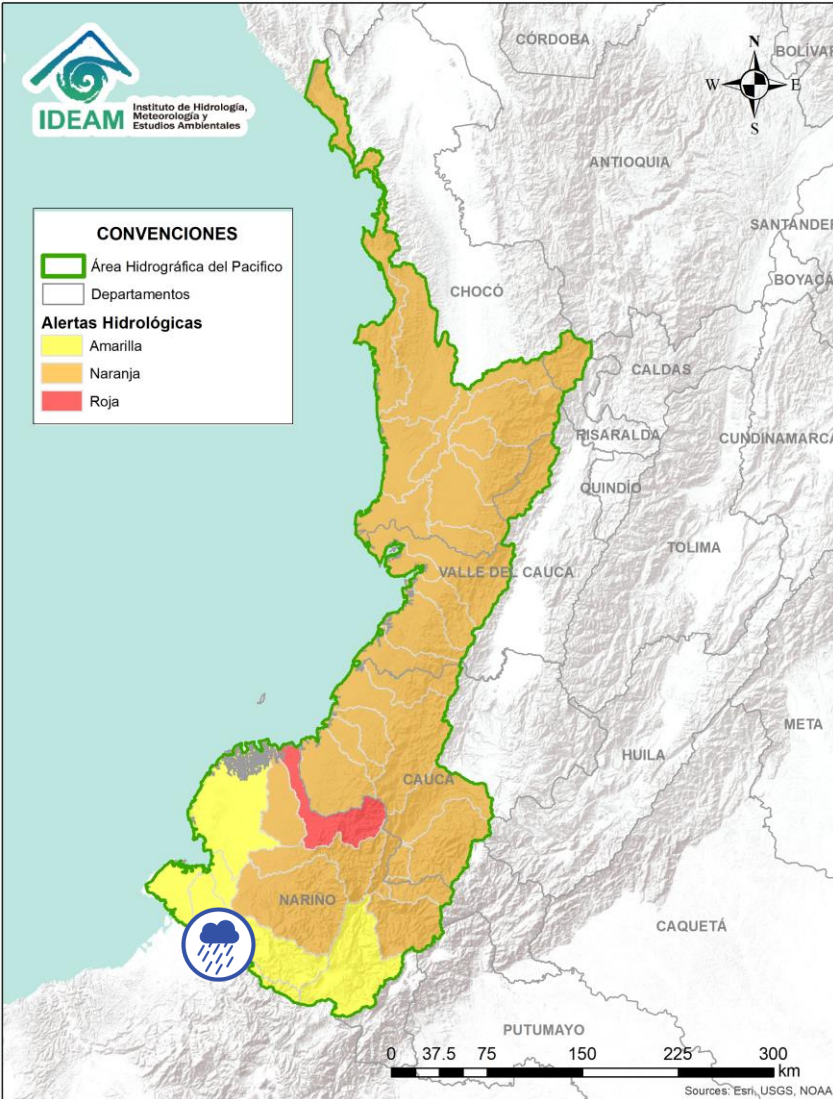 IDEAM
Instituto de Hidrología,
Meteorología y
Estudios Ambientales
N
W
E
S
CONVENCIONES
Área Hidrográfica del Pacifico
Departamentos
Alertas Hidrológicas
Amarilla
Naranja
Roja
CÓRDOBA
BOLÍVAR
ANTIOQUIA
SANTANDER
BOYACÁ
CHOCÓ
CALDAS
RISARALDA
CUNDINAMARCA
QUINDÍO
TOLIMA
VALLE DEL CAUCA
META
HUILA
CAUCA
NARIÑO
CAQUETÁ
PUTUMAYO
0 37.5 75 150 225 300
km
Sources: Esri, USGS, NOAA